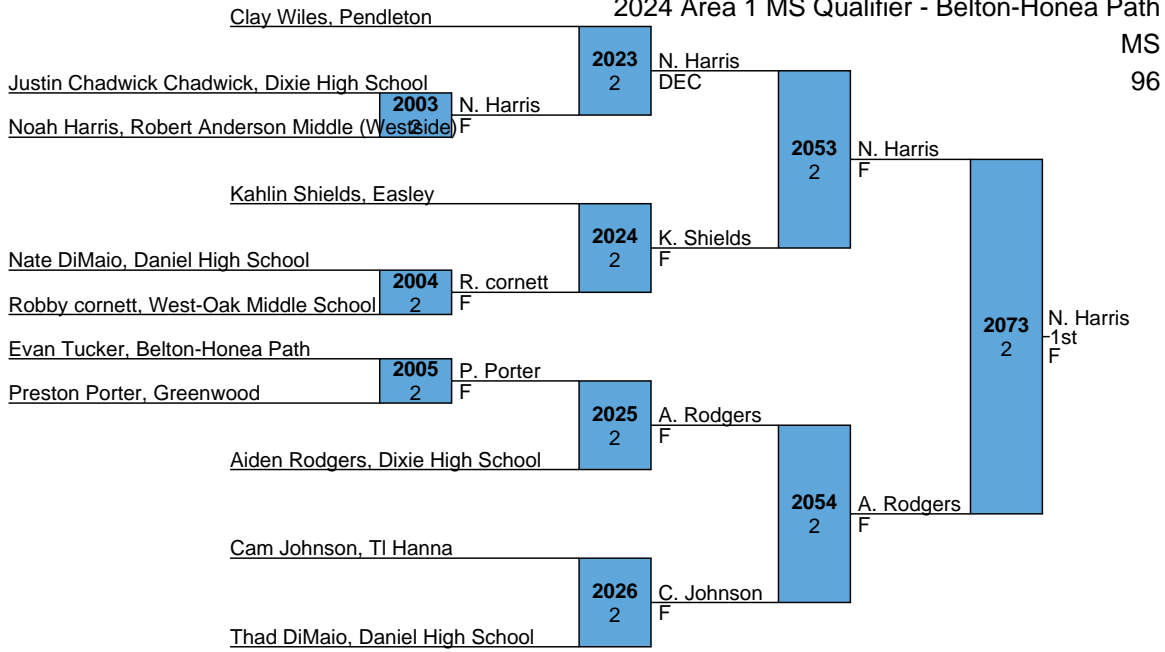 2024 Area 1 MS Qualifier - Belton-Honea Path
MS
96
Clay Wiles, Pendleton
2023
2
N. Harris
DEC
Justin Chadwick Chadwick, Dixie High School
2003
2
N. Harris
F
Noah Harris, Robert Anderson Middle (Westside)
2053
2
N. Harris
F
Kahlin Shields, Easley
2024
2
K. Shields
F
Nate DiMaio, Daniel High School
2004
2
R. cornett
F
Robby cornett, West-Oak Middle School
2073
2
N. Harris
1st
F
Evan Tucker, Belton-Honea Path
2005
2
P. Porter
F
Preston Porter, Greenwood
2025
2
A. Rodgers
F
Aiden Rodgers, Dixie High School
2054
2
A. Rodgers
F
Cam Johnson, Tl Hanna
2026
2
C. Johnson
F
Thad DiMaio, Daniel High School